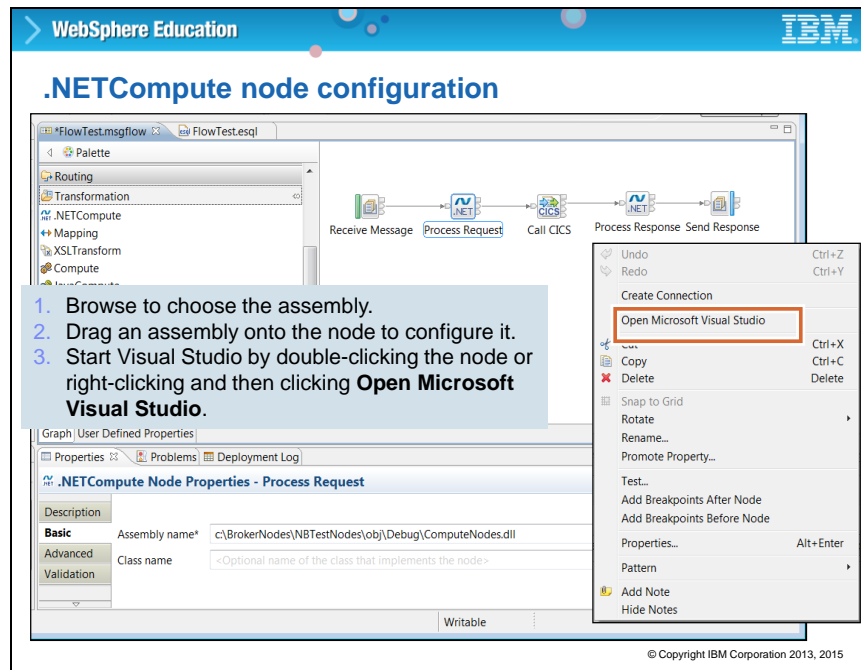 WebSphere Education
IBM
.NETCompute node configuration
*FlowTest.msgflow
FlowTest.esql
Palette
Routing
Transformation
.NETCompute
Mapping
XSLTransform
Compute
JavaCompute
.NET
CICS
.NET
Receive Message
Process Request
Call CICS
Process Response
Send Response
1. Browse to choose the assembly.
2. Drag an assembly onto the node to configure it.
3. Start Visual Studio by double-clicking the node or
right-clicking and then clicking Open Microsoft
Visual Studio.
Undo Ctrl+Z
Redo Ctrl+Y
Create Connection
Open Microsoft Visual Studio
Cut Ctrl+X
Copy Ctrl+C
Delete Delete
Snap to Grid
Rotate
Rename...
Promote Property...
Test...
Add Breakpoints After Node
Add Breakpoints Before Node
Properties... Alt+Enter
Pattern
Add Note
Hide Notes
Graph User Defined Properties
Properties Problems Deployment Log
.NETCompute Node Properties - Process Request
Description
Basic
Advanced
Validation
Assembly name* c:\BrokerNodes\NBTestNodes\obj\Debug\ComputeNodes.dll
Class name <Optional name of the class that implements the node>
Writable
© Copyright IBM Corporation 2013, 2015